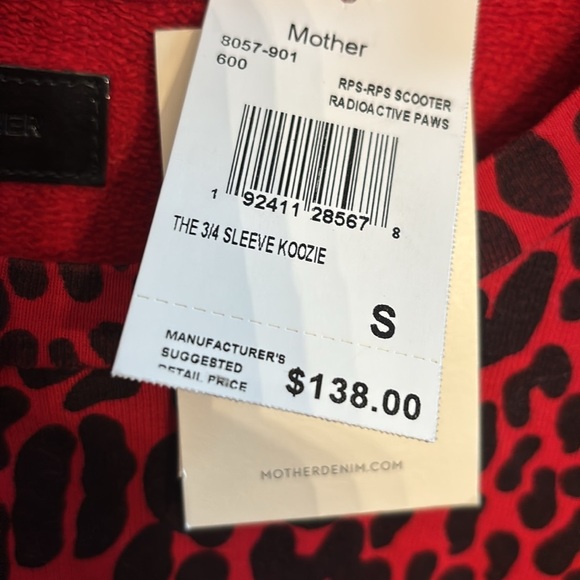 Mother
8057-901
600
RPS-RPS SCOOTER
RADIOACTIVE PAWS
1 92411 28567 8
THE 3/4 SLEEVE KOOZIE
S
MANUFACTURER'S
SUGGESTED
RETAIL PRICE
$138.00
MOTHERDENIM.COM